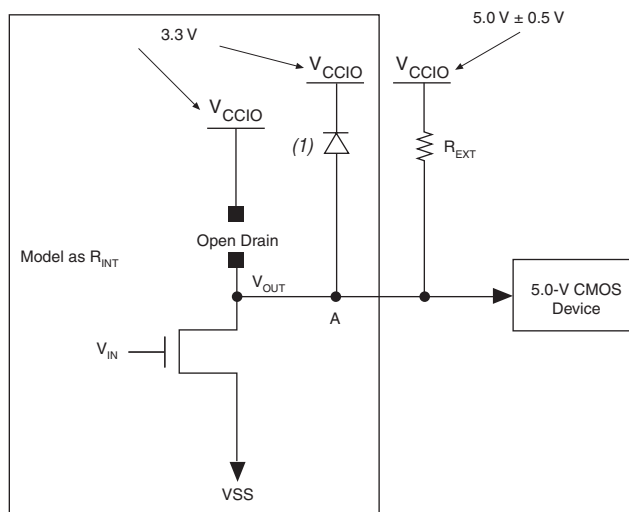 3.3 V
5.0 V ± 0.5 V
VCCIO
VCCIO
VCCIO
(1)
REXT
Open Drain
Model as RINT
VOUT
A
5.0-V CMOS
Device
VIN
VSS